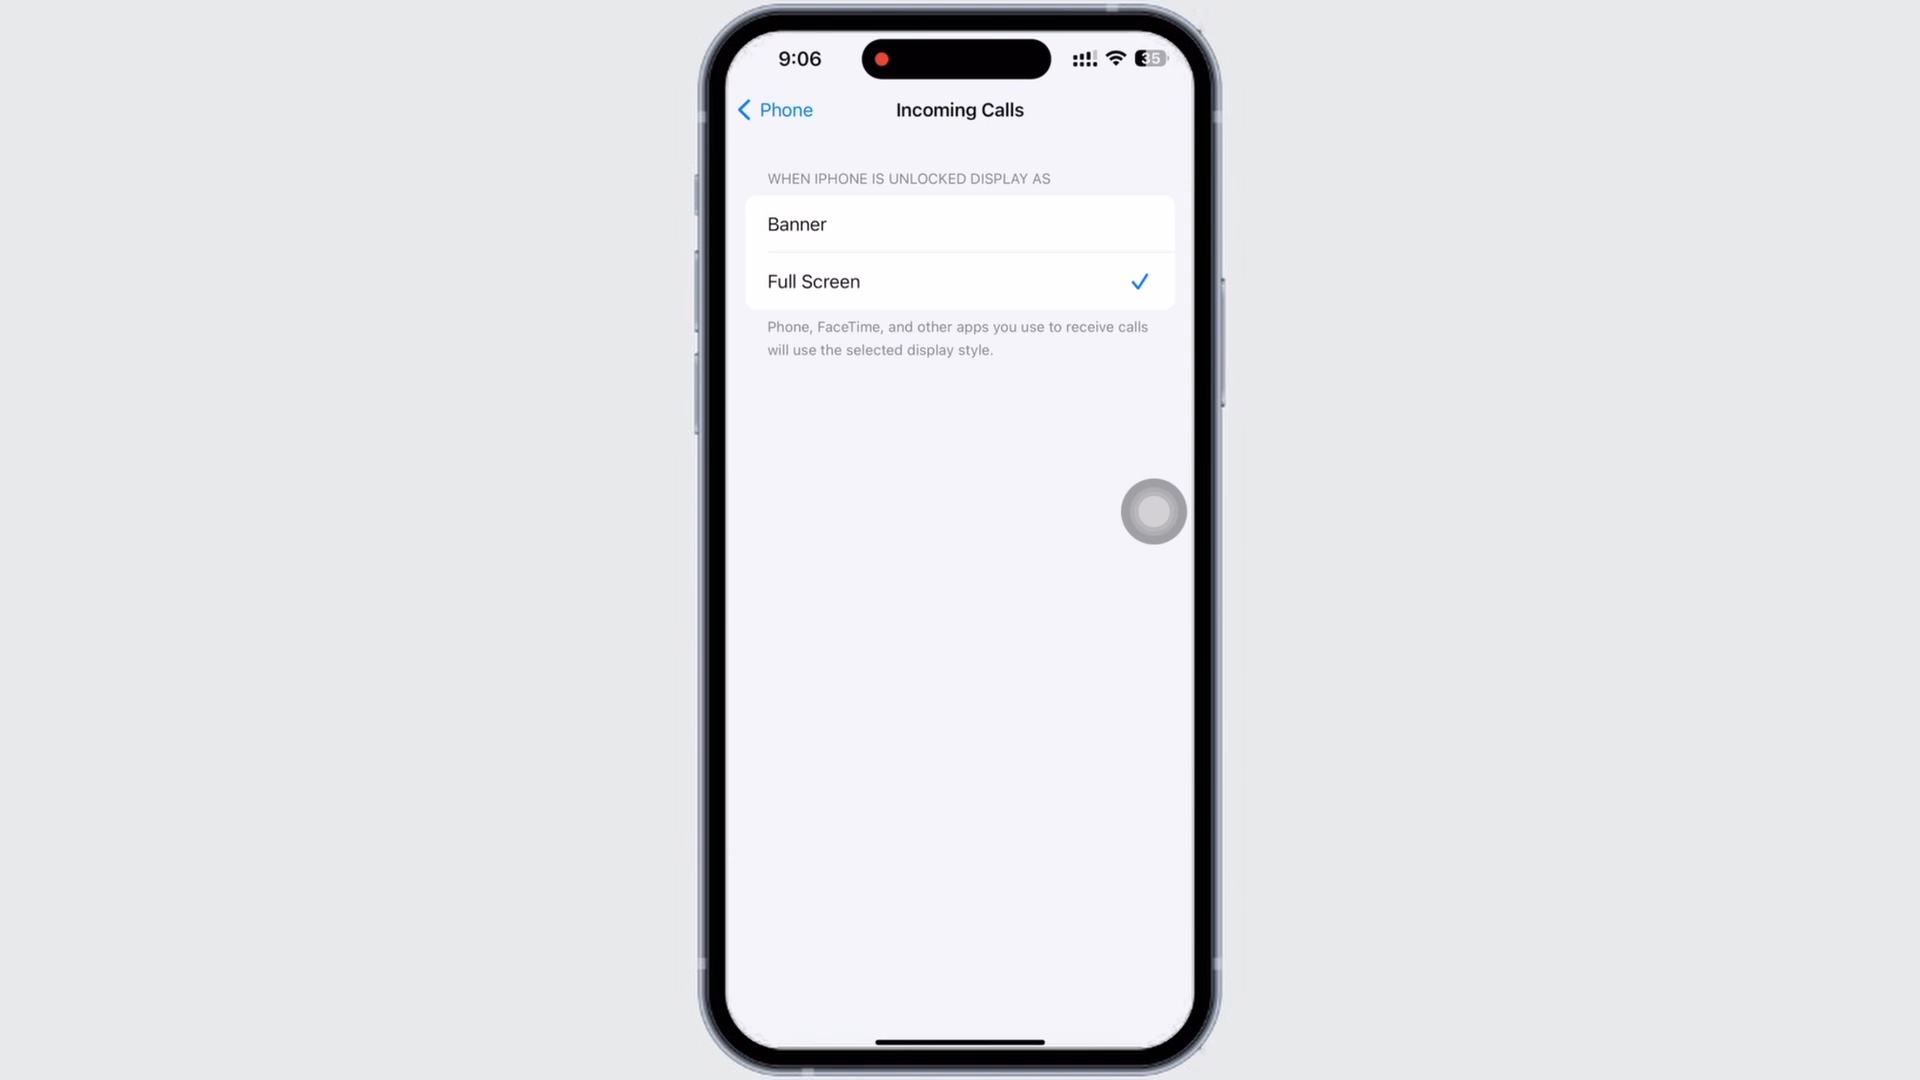 9:06
35
Phone
Incoming Calls
WHEN IPHONE IS UNLOCKED DISPLAY AS
Banner
Full Screen
Phone, FaceTime, and other apps you use to receive calls
will use the selected display style.